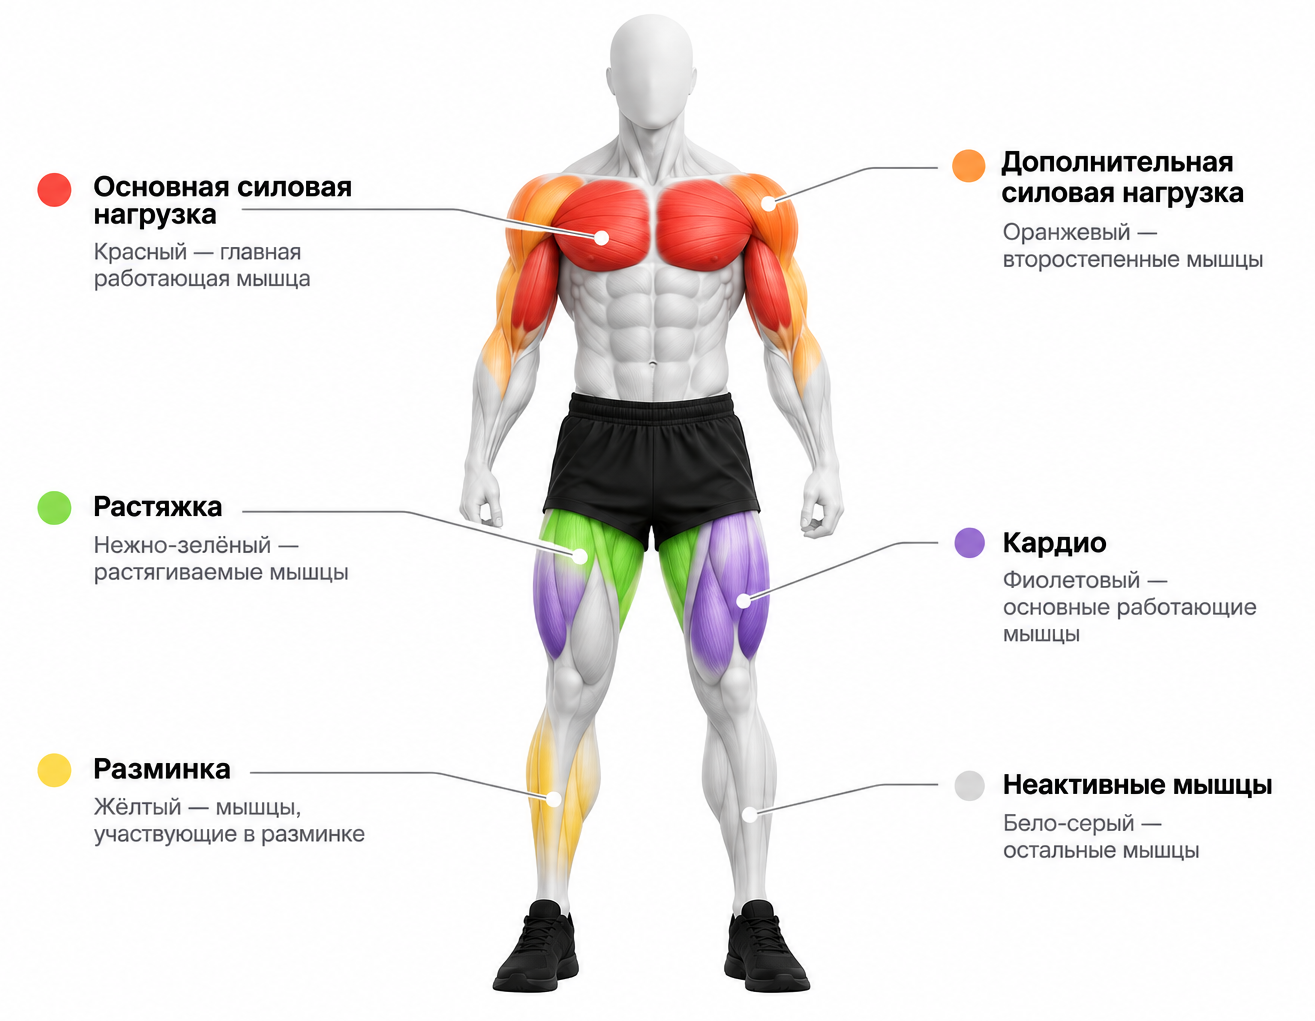 Основная силовая
нагрузка
Красный — главная
работающая мышца
Дополнительная
силовая нагрузка
Оранжевый —
второстепенные мышцы
Растяжка
Нежно-зелёный —
растягиваемые мышцы
Кардио
Фиолетовый —
основные работающие
мышцы
Разминка
Жёлтый — мышцы,
участвующие в разминке
Неактивные мышцы
Бело-серый —
остальные мышцы